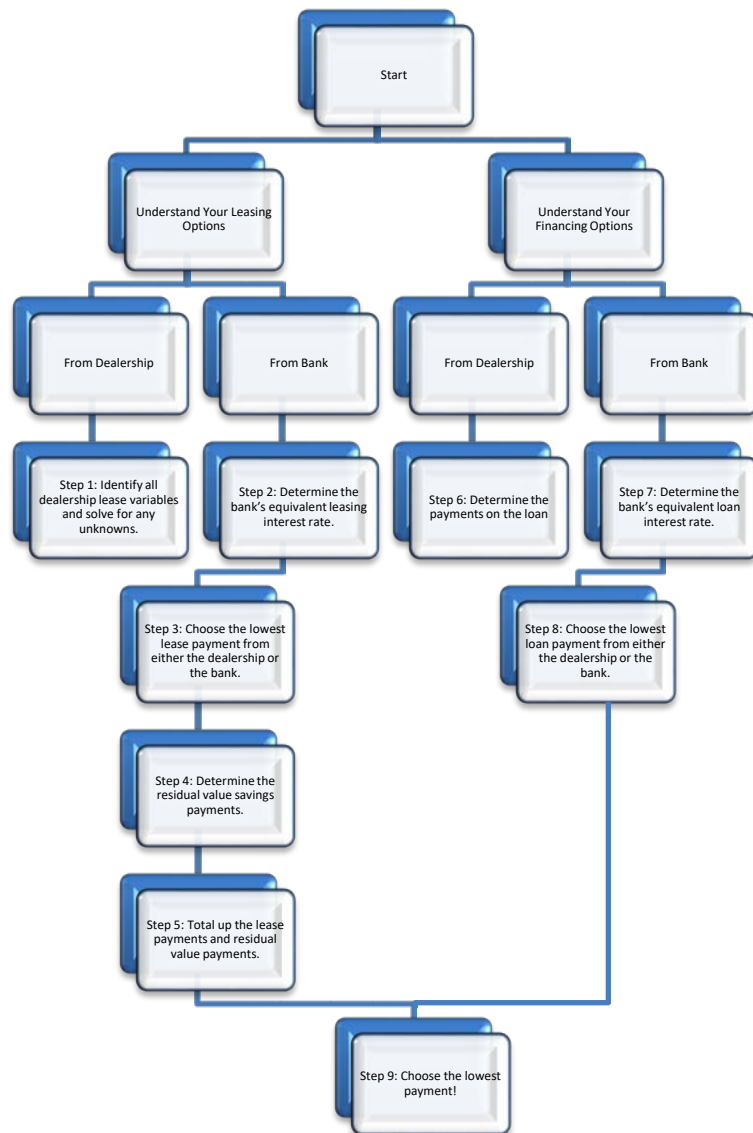 Start
Understand Your Leasing
Options
Understand Your
Financing Options
From Dealership
From Bank
From Dealership
From Bank
Step 1: Identify all
dealership lease variables
and solve for any
unknowns.
Step 2: Determine the
bank's equivalent leasing
interest rate.
Step 6: Determine the
payments on the loan
Step 7: Determine the
bank's equivalent loan
interest rate.
Step 3: Choose the lowest
lease payment from
either the dealership or
the bank.
Step 8: Choose the lowest
loan payment from either
the dealership or the
bank.
Step 4: Determine the
residual value savings
payments.
Step 5: Total up the lease
payments and residual
value payments.
Step 9: Choose the lowest
payment!